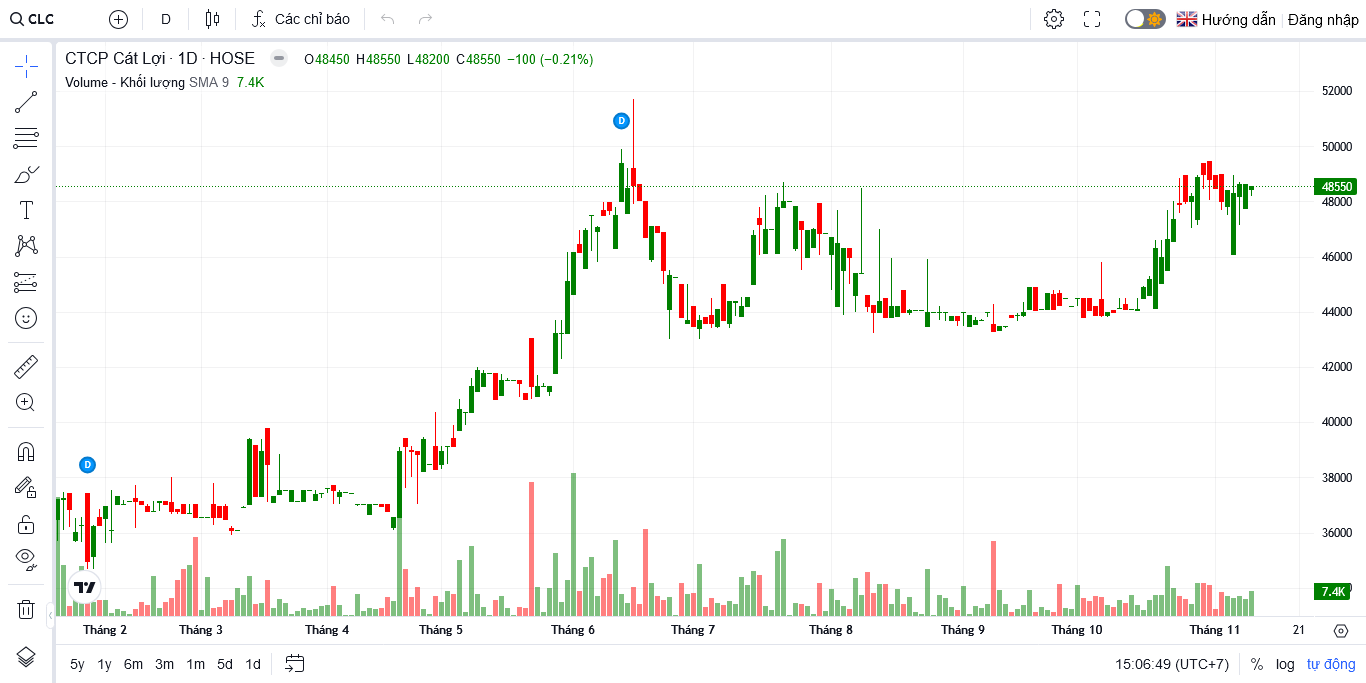 CLC D Các chỉ báo Hướng dẫn Đăng nhập
CTCP Cát Lợi · 1D · HOSE O48450 H48550 L48200 C48550 −100 (−0.21%)
Volume - Khối lượng SMA 9 7.4K
52000
D
50000
48550
48000
46000
44000
42000
40000
D
38000
36000
7.4K
Tháng 2 Tháng 3 Tháng 4 Tháng 5 Tháng 6 Tháng 7 Tháng 8 Tháng 9 Tháng 10 Tháng 11 21
5y 1y 6m 3m 1m 5d 1d 15:06:49 (UTC+7) % log tự động